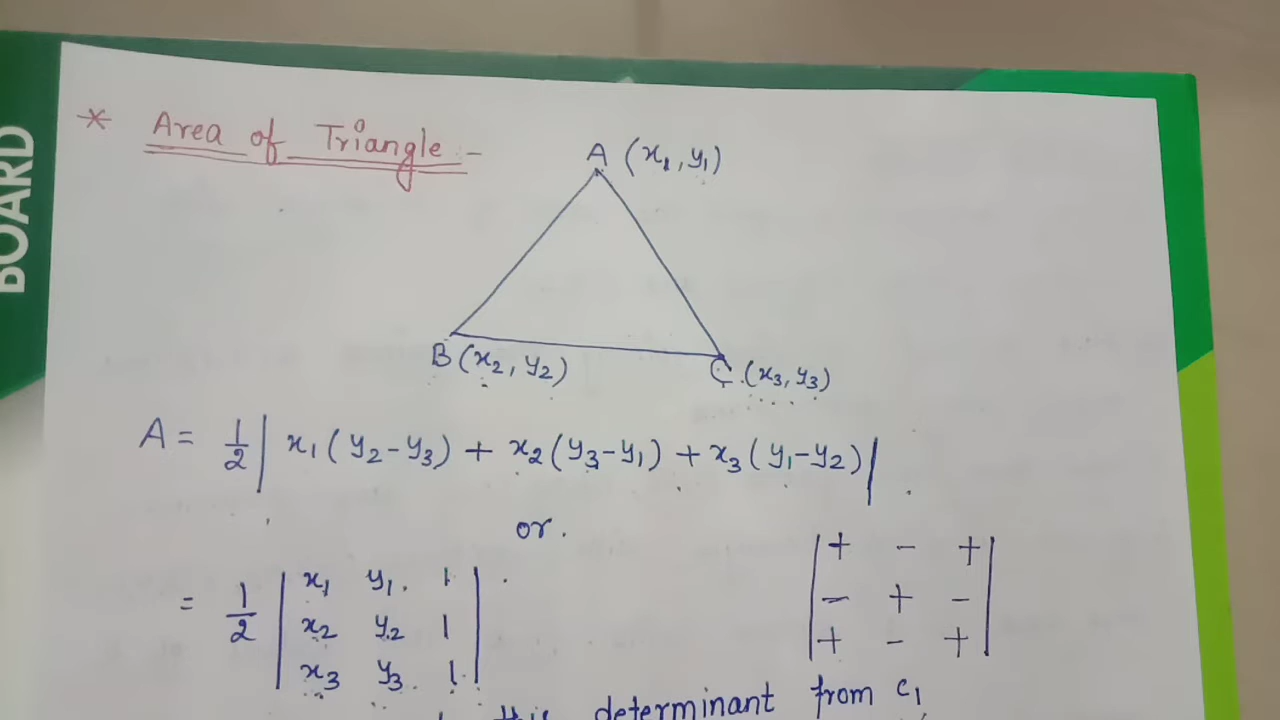 BOARD
* Area of Triangle :-
A (x₁, y₁)
B (x₂, y₂)
C (x₃, y₃)
A = 1/2 | x₁(y₂-y₃) + x₂(y₃-y₁) + x₃(y₁-y₂) |
or.
= 1/2 | x₁ y₁ 1 |
| x₂ y₂ 1 |
| x₃ y₃ 1 |
| + - + |
| - + - |
| + - + |
this determinant from c₁